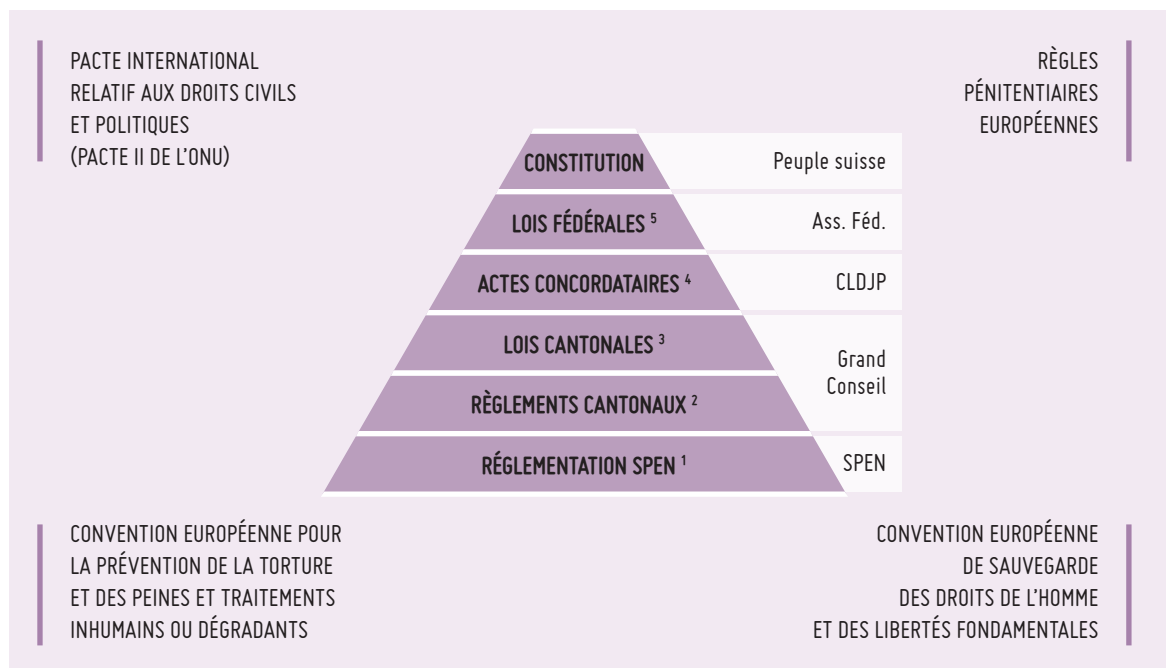 PACTE INTERNATIONAL
RELATIF AUX DROITS CIVILS
ET POLITIQUES
(PACTE II DE L'ONU)
RÈGLES
PÉNITENTIAIRES
EUROPÉENNES
CONSTITUTION
Peuple suisse
LOIS FÉDÉRALES ⁵
Ass. Féd.
ACTES CONCORDATAIRES ⁴
CLDJP
LOIS CANTONALES ³
Grand
Conseil
RÈGLEMENTS CANTONAUX ²
RÉGLEMENTATION SPEN ¹
SPEN
CONVENTION EUROPÉENNE POUR
LA PRÉVENTION DE LA TORTURE
ET DES PEINES ET TRAITEMENTS
INHUMAINS OU DÉGRADANTS
CONVENTION EUROPÉENNE
DE SAUVEGARDE
DES DROITS DE L'HOMME
ET DES LIBERTÉS FONDAMENTALES